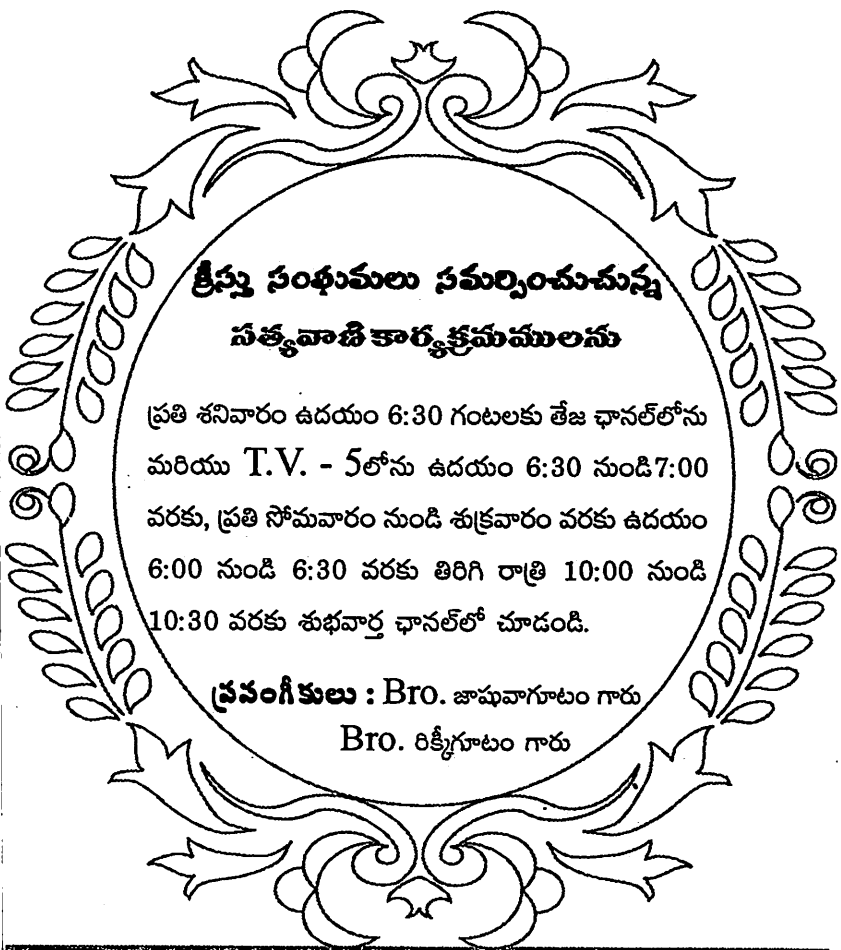 క్రీస్తు సంఘములు సమర్పించుచున్న
సత్యవాణి కార్యక్రమములను
ప్రతి శనివారం ఉదయం 6:30 గంటలకు తేజ ఛానల్‌లోను
మరియు T.V. - 5లోను ఉదయం 6:30 నుండి7:00
వరకు, ప్రతి సోమవారం నుండి శుక్రవారం వరకు ఉదయం
6:00 నుండి 6:30 వరకు తిరిగి రాత్రి 10:00 నుండి
10:30 వరకు శుభవార్త ఛానల్‌లో చూడండి.
ప్రసంగీకులు : Bro. జాషువాగూటం గారు
Bro. రిక్కీగూటం గారు